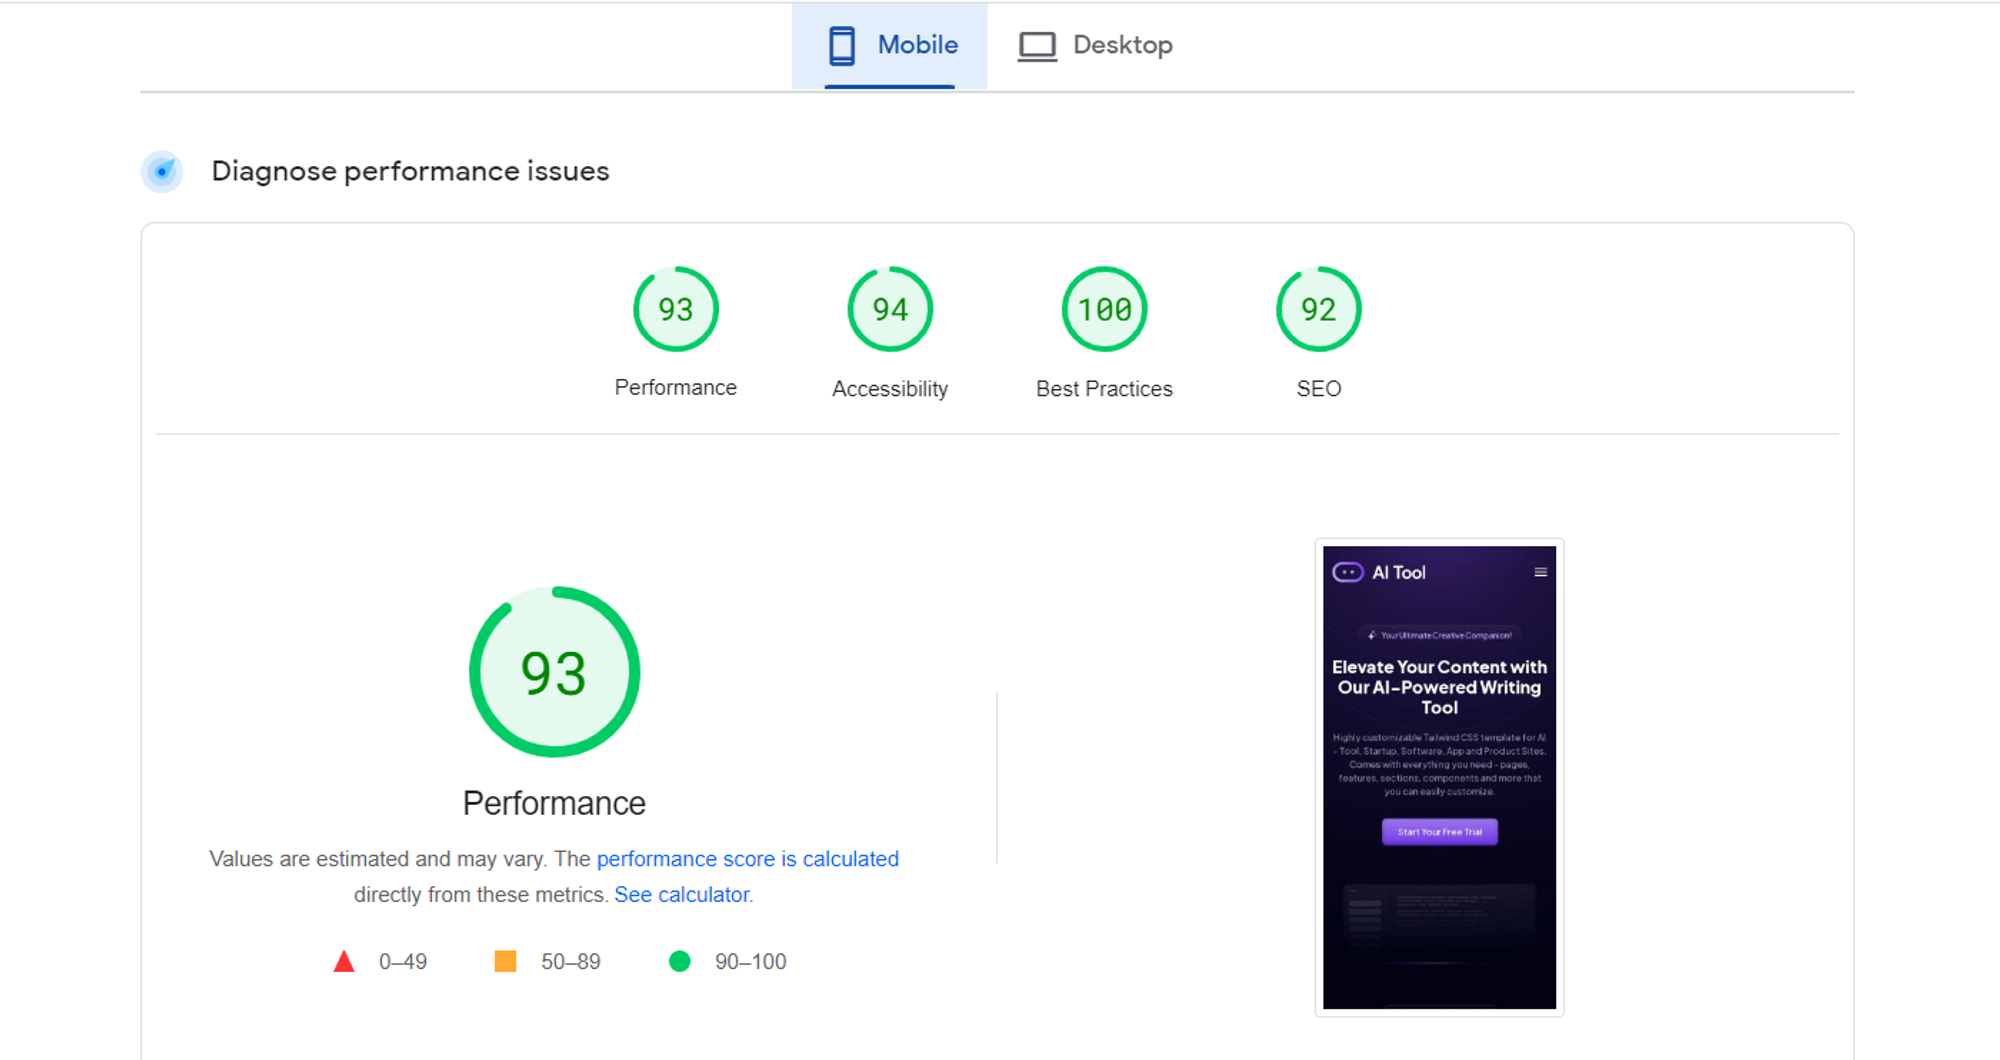 Mobile
Desktop
Diagnose performance issues
93
94
100
92
Performance
Accessibility
Best Practices
SEO
93
Performance
Values are estimated and may vary. The performance score is calculated
directly from these metrics. See calculator.
0–49
50–89
90–100
AI Tool
Your Ultimate Creative Companion!
Elevate Your Content with
Our AI-Powered Writing
Tool
Highly customizable Tailwind CSS template for AI
- Tool, Startup, Software, App and Product Sites.
Comes with everything you need - pages,
features, sections, components and more that
you can easily customize.
Start Your Free Trial